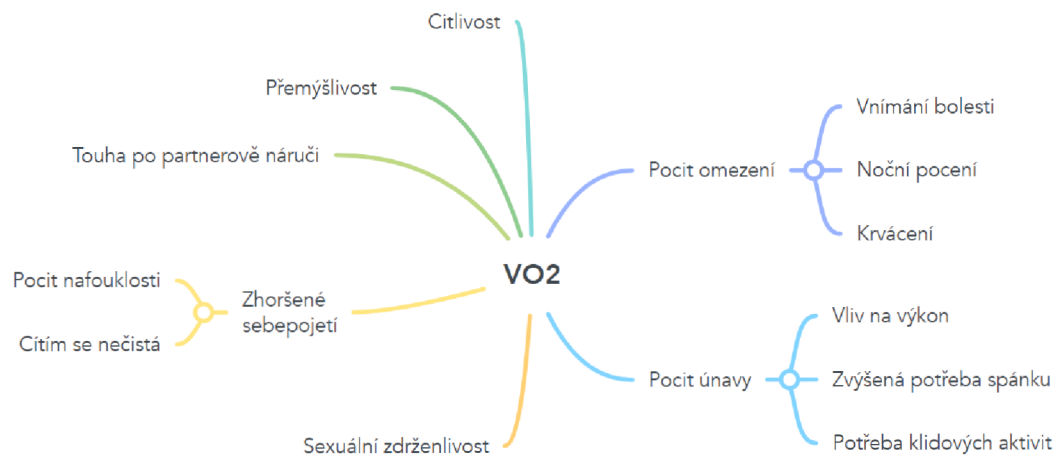 Citlivost
Přemýšlivost
Touha po partnerově náručí
Pocit nafouklosti
Cítím se nečistá
Zhoršené
sebepojetí
Sexuální zdrženlivost
VO2
Pocit omezení
Vnímání bolesti
Noční pocení
Krvácení
Pocit únavy
Vliv na výkon
Zvýšená potřeba spánku
Potřeba klidových aktivit